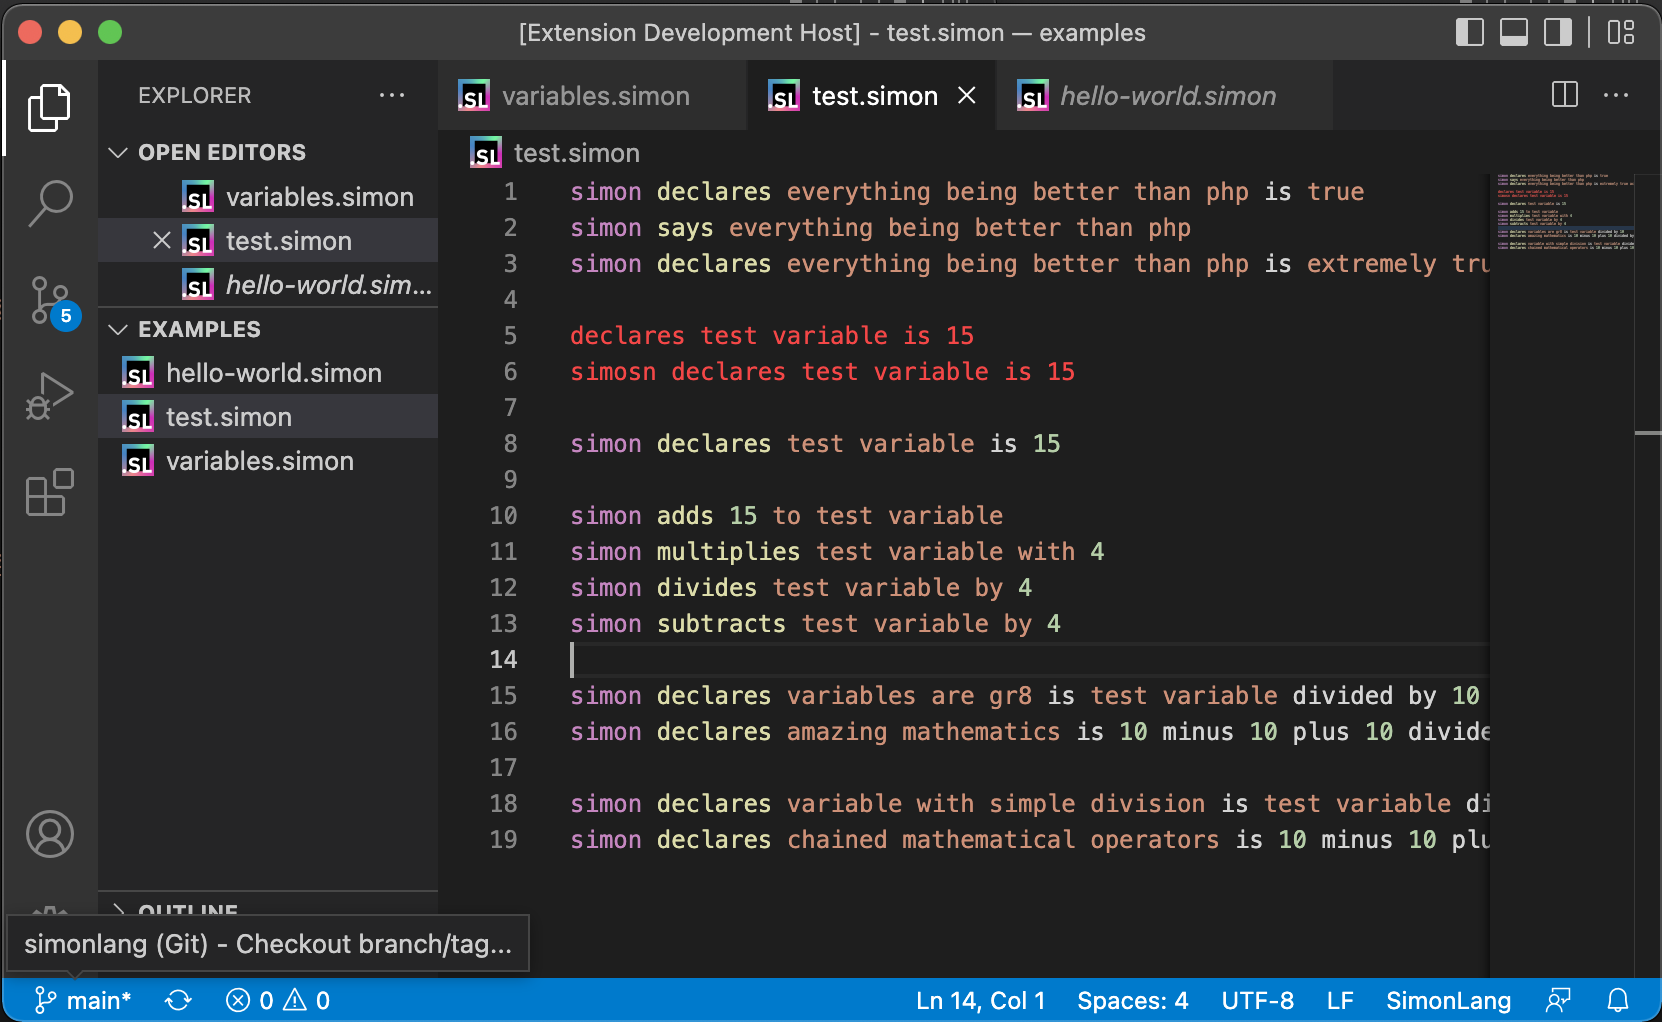 [Extension Development Host] - test.simon — examples
EXPLORER
OPEN EDITORS
.SL variables.simon
.SL test.simon
.SL hello-world.sim...
EXAMPLES
.SL hello-world.simon
.SL test.simon
.SL variables.simon
OUTLINE
.SL variables.simon .SL test.simon .SL hello-world.simon
.SL test.simon
1 simon declares everything being better than php is true
2 simon says everything being better than php
3 simon declares everything being better than php is extremely tru
4
5 declares test variable is 15
6 simosn declares test variable is 15
7
8 simon declares test variable is 15
9
10 simon adds 15 to test variable
11 simon multiplies test variable with 4
12 simon divides test variable by 4
13 simon subtracts test variable by 4
14
15 simon declares variables are gr8 is test variable divided by 10
16 simon declares amazing mathematics is 10 minus 10 plus 10 divide
17
18 simon declares variable with simple division is test variable di
19 simon declares chained mathematical operators is 10 minus 10 plu
5
simonlang (Git) - Checkout branch/tag...
main* 0 0 Ln 14, Col 1 Spaces: 4 UTF-8 LF SimonLang